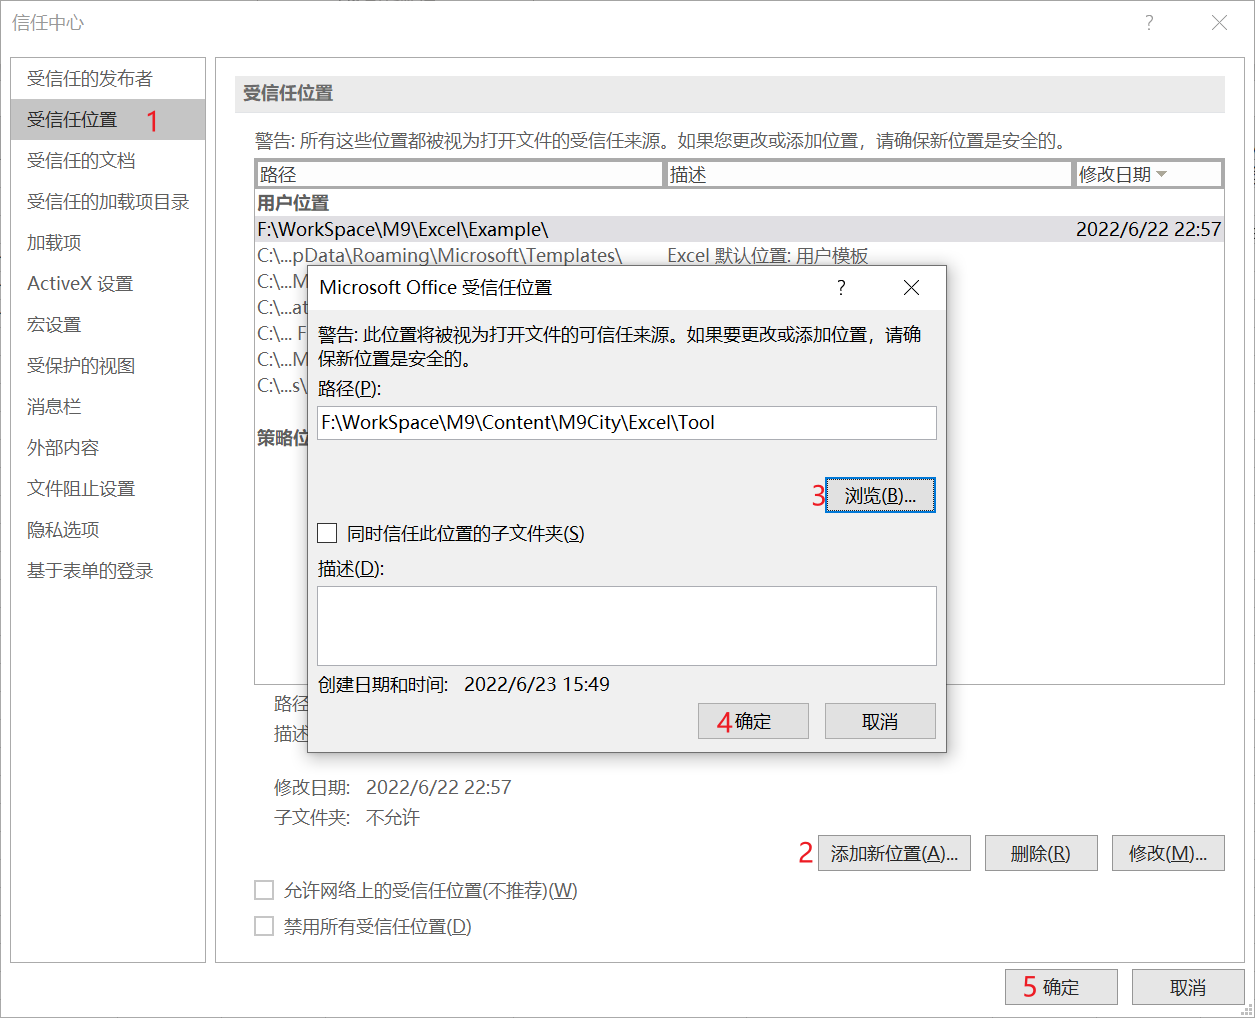 信任中心
?
受信任的发布者
受信任位置 1
受信任的文档
受信任的加载项目录
加载项
ActiveX 设置
宏设置
受保护的视图
消息栏
外部内容
文件阻止设置
隐私选项
基于表单的登录
受信任位置
警告: 所有这些位置都被视为打开文件的受信任来源。如果您更改或添加位置，请确保新位置是安全的。
路径 描述 修改日期
用户位置
F:\WorkSpace\M9\Excel\Example\ 2022/6/22 22:57
C:\...pData\Roaming\Microsoft\Templates\ Excel 默认位置: 用户模板
C:\...M
C:\...at
C:\... F
C:\...M
C:\...s\
策略位
Microsoft Office 受信任位置 ?
警告: 此位置将被视为打开文件的可信任来源。如果要更改或添加位置，请确
保新位置是安全的。
路径(P):
F:\WorkSpace\M9\Content\M9City\Excel\Tool
3 浏览(B)...
同时信任此位置的子文件夹(S)
描述(D):
创建日期和时间: 2022/6/23 15:49
4 确定 取消
路径
描述
修改日期: 2022/6/22 22:57
子文件夹: 不允许
2 添加新位置(A)... 删除(R) 修改(M)...
允许网络上的受信任位置(不推荐)(W)
禁用所有受信任位置(D)
5 确定 取消